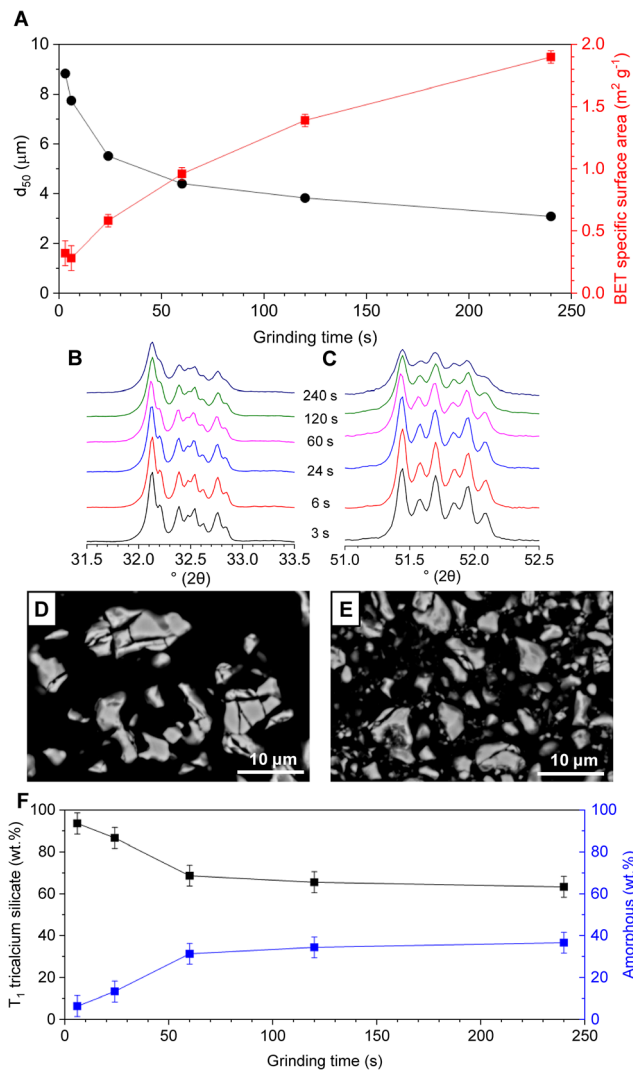 A
10
8
6
4
2
0
d50 (μm)
2.0
1.5
1.0
0.5
0.0
BET specific surface area (m2 g-1)
0 50 100 150 200 250
Grinding time (s)
B
C
240 s
120 s
60 s
24 s
6 s
3 s
31.5 32.0 32.5 33.0 33.5
° (2θ)
51.0 51.5 52.0 52.5
° (2θ)
D
10 μm
E
10 μm
F
100
80
60
40
20
0
T1 tricalcium silicate (wt.%)
100
80
60
40
20
0
Amorphous (wt.%)
0 50 100 150 200 250
Grinding time (s)